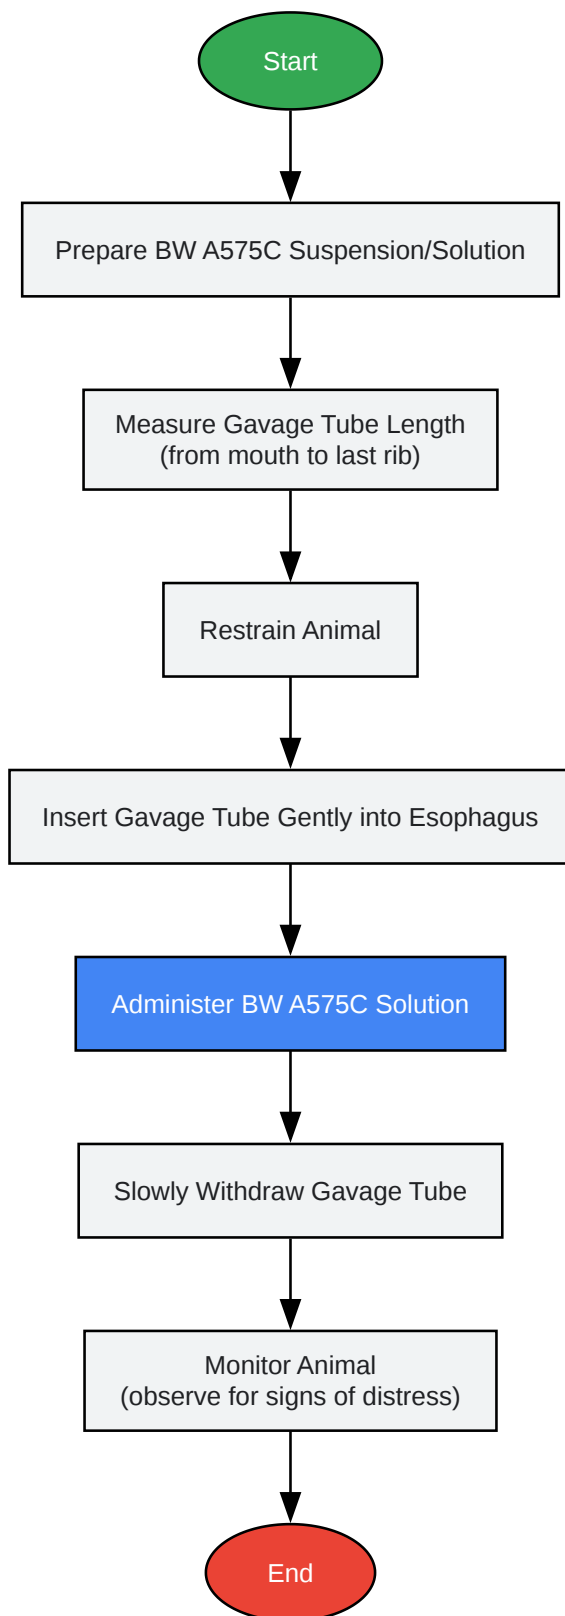 Start
Prepare BW A575C Suspension/Solution
Measure Gavage Tube Length
(from mouth to last rib)
Restrain Animal
Insert Gavage Tube Gently into Esophagus
Administer BW A575C Solution
Slowly Withdraw Gavage Tube
Monitor Animal
(observe for signs of distress)
End